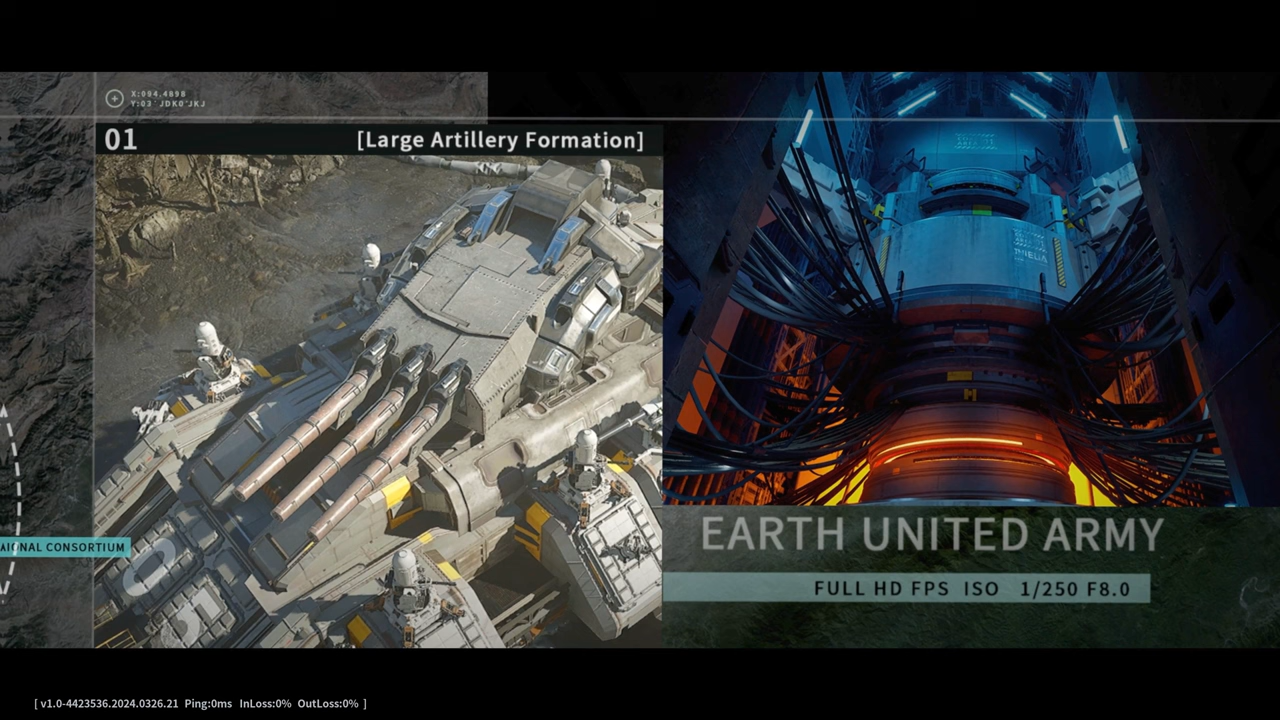 X:094.4898
Y:03'JDK0'JKJ
01
[Large Artillery Formation]
AIONAL CONSORTIUM
EARTH UNITED ARMY
FULL HD FPS ISO 1/250 F8.0
[ v1.0-4423536.2024.0326.21 Ping:0ms InLoss:0% OutLoss:0% ]